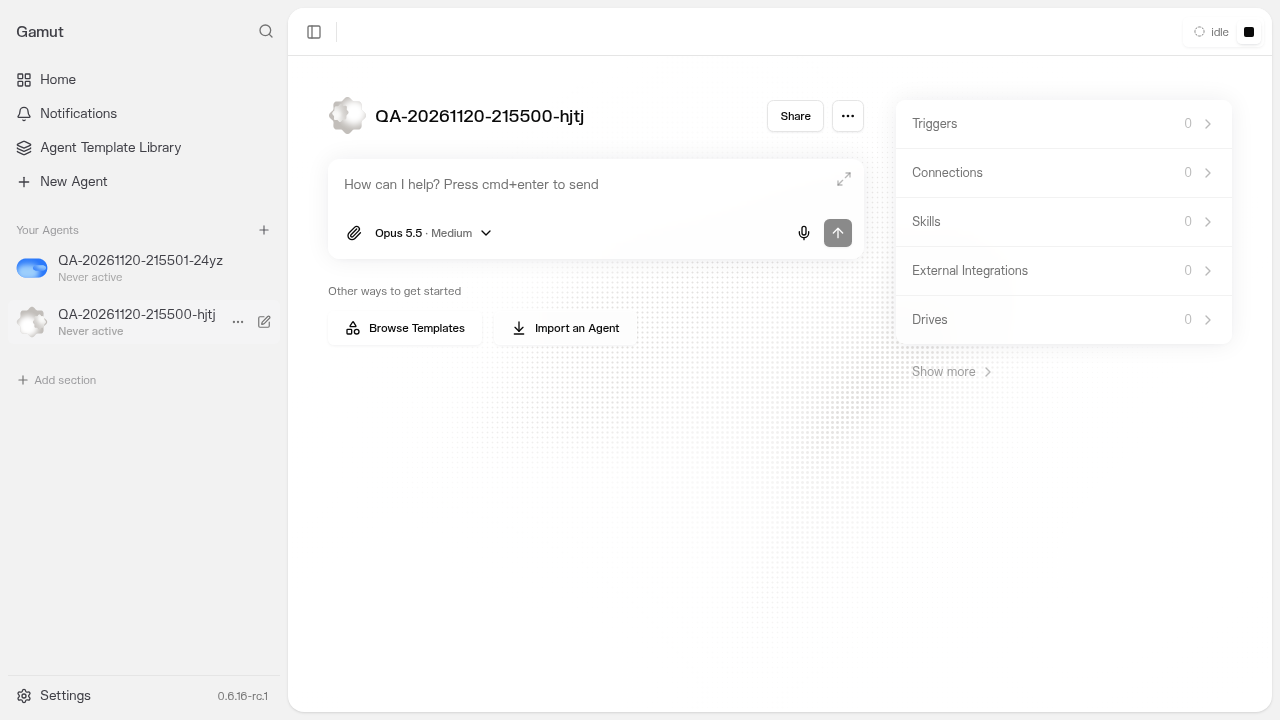 Gamut
Home
Notifications
Agent Template Library
New Agent
Your Agents
QA-20261120-215501-24yz
Never active
QA-20261120-215500-hjtj
Never active
Add section
Settings
0.6.16-rc.1
idle
QA-20261120-215500-hjtj
Share
How can I help? Press cmd+enter to send
Opus 5.5 · Medium
Other ways to get started
Browse Templates
Import an Agent
Triggers 0
Connections 0
Skills 0
External Integrations 0
Drives 0
Show more